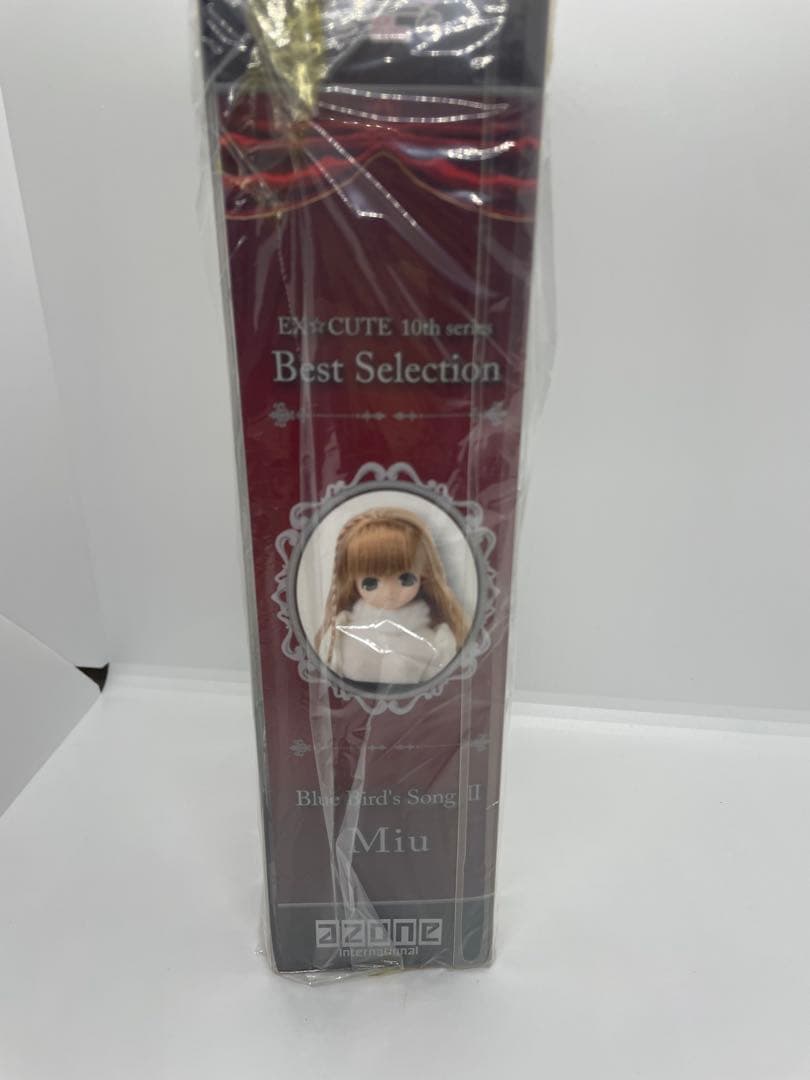 EX☆CUTE 10th series
Best Selection
Blue Bird's Song II
Miu
azone
international